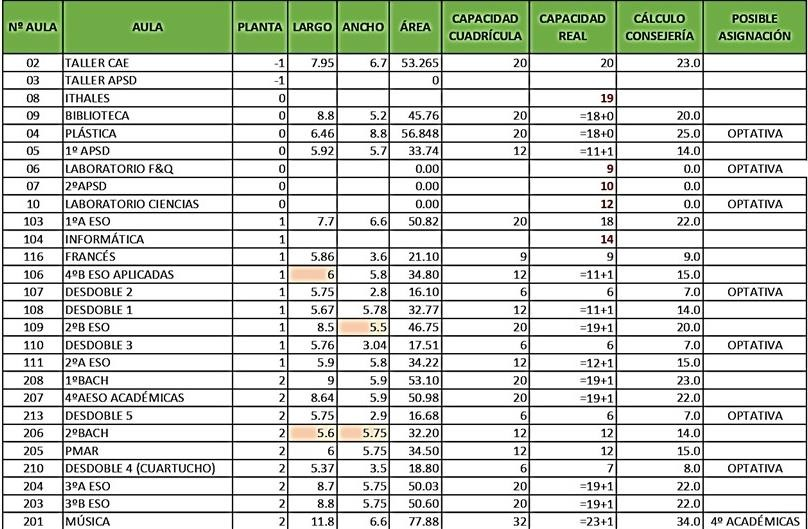 Nº AULA AULA PLANTA LARGO ANCHO ÁREA CAPACIDAD CUADRÍCULA CAPACIDAD REAL CÁLCULO CONSEJERÍA POSIBLE ASIGNACIÓN
02 TALLER CAE -1 7.95 6.7 53.265 20 20 23.0
03 TALLER APSD -1 0
08 ITHALES 0 19
09 BIBLIOTECA 0 8.8 5.2 45.76 20 =18+0 20.0
04 PLÁSTICA 0 6.46 8.8 56.848 20 =18+0 25.0 OPTATIVA
05 1º APSD 0 5.92 5.7 33.74 12 =11+1 14.0
06 LABORATORIO F&Q 0 0.00 9 0.0 OPTATIVA
07 2ºAPSD 0 0.00 10 0.0
10 LABORATORIO CIENCIAS 0 0.00 12 0.0 OPTATIVA
103 1ºA ESO 1 7.7 6.6 50.82 20 18 22.0
104 INFORMÁTICA 1 14
116 FRANCÉS 1 5.86 3.6 21.10 9 9 9.0
106 4ºB ESO APLICADAS 1 6 5.8 34.80 12 =11+1 15.0
107 DESDOBLE 2 1 5.75 2.8 16.10 6 6 7.0 OPTATIVA
108 DESDOBLE 1 1 5.67 5.78 32.77 12 =11+1 14.0
109 2ºB ESO 1 8.5 5.5 46.75 20 =19+1 20.0
110 DESDOBLE 3 1 5.76 3.04 17.51 6 6 7.0 OPTATIVA
111 2ºA ESO 1 5.9 5.8 34.22 12 =12+1 15.0
208 1ºBACH 2 9 5.9 53.10 20 =19+1 23.0
207 4ºAESO ACADÉMICAS 2 8.64 5.9 50.98 20 =19+1 22.0
213 DESDOBLE 5 2 5.75 2.9 16.68 6 6 7.0 OPTATIVA
206 2ºBACH 2 5.6 5.75 32.20 12 12 14.0
205 PMAR 2 6 5.75 34.50 12 12 15.0
210 DESDOBLE 4 (CUARTUCHO) 2 5.37 3.5 18.80 6 7 8.0 OPTATIVA
204 3ºA ESO 2 8.7 5.75 50.03 20 =19+1 22.0
203 3ºB ESO 2 8.8 5.75 50.60 20 =19+1 22.0
201 MÚSICA 2 11.8 6.6 77.88 32 =23+1 34.0 4º ACADÉMICAS